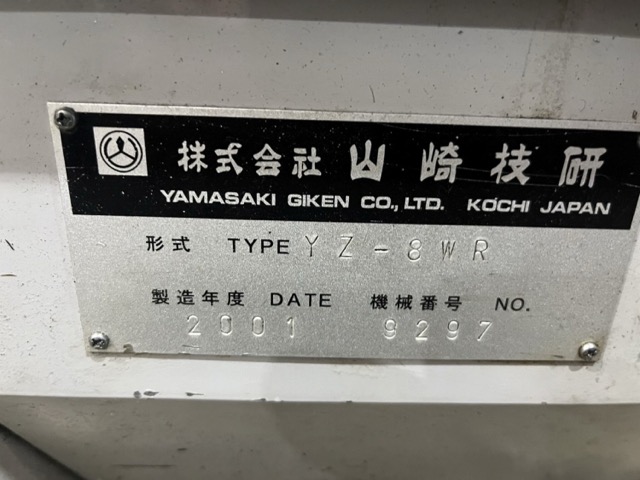 株式会社 山崎技研
YAMASAKI GIKEN CO., LTD. KOCHI JAPAN
形式 TYPE YZ-8WR
製造年度 DATE 機械番号 NO.
2001 9297